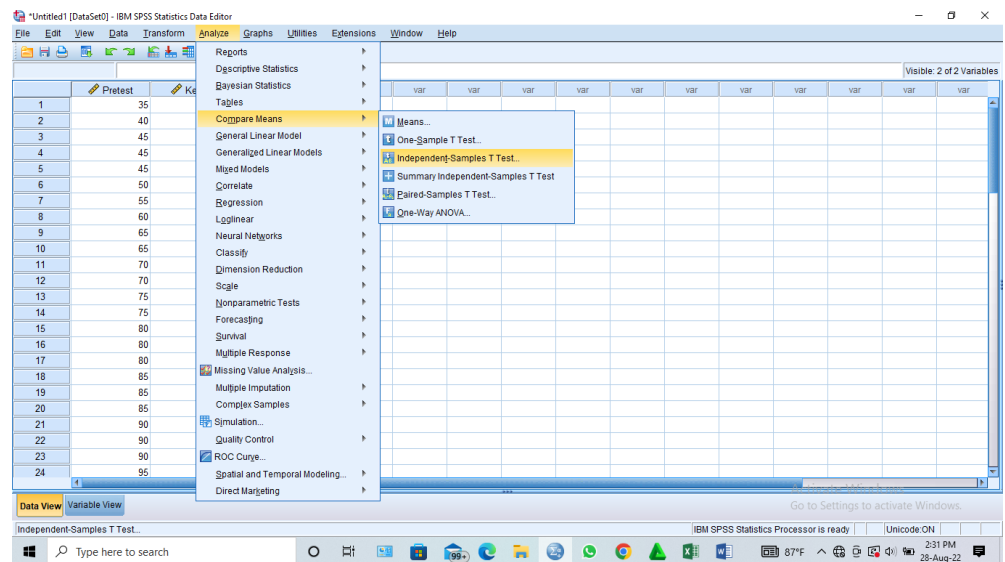 *Untitled1 [DataSet0] - IBM SPSS Statistics Data Editor
File Edit View Data Transform Analyze Graphs Utilities Extensions Window Help
Visible: 2 of 2 Variables
Pretest Ke var var var var var var var var var var var
Reports
Descriptive Statistics
Bayesian Statistics
Tables
Compare Means
General Linear Model
Generalized Linear Models
Mixed Models
Correlate
Regression
Loglinear
Neural Networks
Classify
Dimension Reduction
Scale
Nonparametric Tests
Forecasting
Survival
Multiple Response
Missing Value Analysis...
Multiple Imputation
Complex Samples
Simulation...
Quality Control
ROC Curve...
Spatial and Temporal Modeling...
Direct Marketing
Means...
One-Sample T Test...
Independent-Samples T Test...
Summary Independent-Samples T Test
Paired-Samples T Test...
One-Way ANOVA...
1 35
2 40
3 45
4 45
5 45
6 50
7 55
8 60
9 65
10 65
11 70
12 70
13 75
14 75
15 80
16 80
17 80
18 85
19 85
20 85
21 90
22 90
23 90
24 95
Data View Variable View
Go to Settings to activate Windows.
Independent-Samples T Test... IBM SPSS Statistics Processor is ready Unicode:ON
Type here to search 99+ 87°F 2:31 PM
28-Aug-22